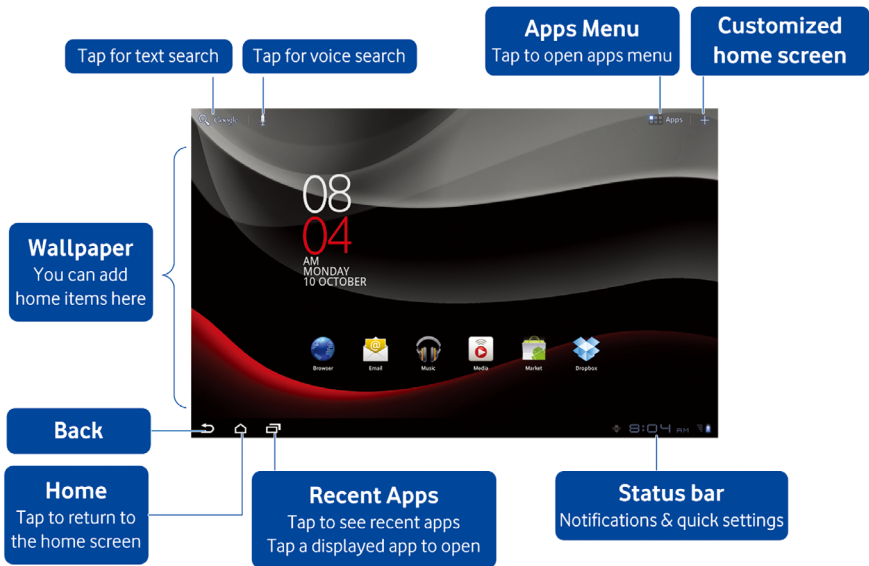 Apps Menu
Tap to open apps menu
Customized
home screen
Tap for text search
Tap for voice search
Google
Apps
08
04
AM
MONDAY
10 OCTOBER
Wallpaper
You can add
home items here
Browser
Email
Music
Media
Market
Dropbox
Back
8:04 AM
Home
Tap to return to
the home screen
Recent Apps
Tap to see recent apps
Tap a displayed app to open
Status bar
Notifications & quick settings